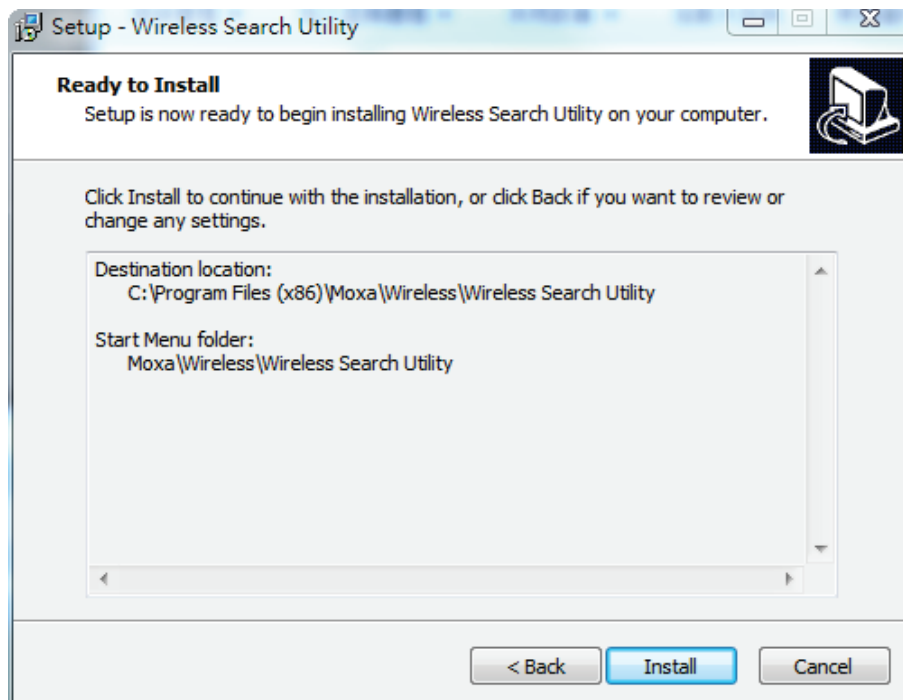 Setup - Wireless Search Utility
Ready to Install
Setup is now ready to begin installing Wireless Search Utility on your computer.
Click Install to continue with the installation, or click Back if you want to review or
change any settings.
Destination location:
C:\Program Files (x86)\Moxa\Wireless\Wireless Search Utility
Start Menu folder:
Moxa\Wireless\Wireless Search Utility
< Back
Install
Cancel